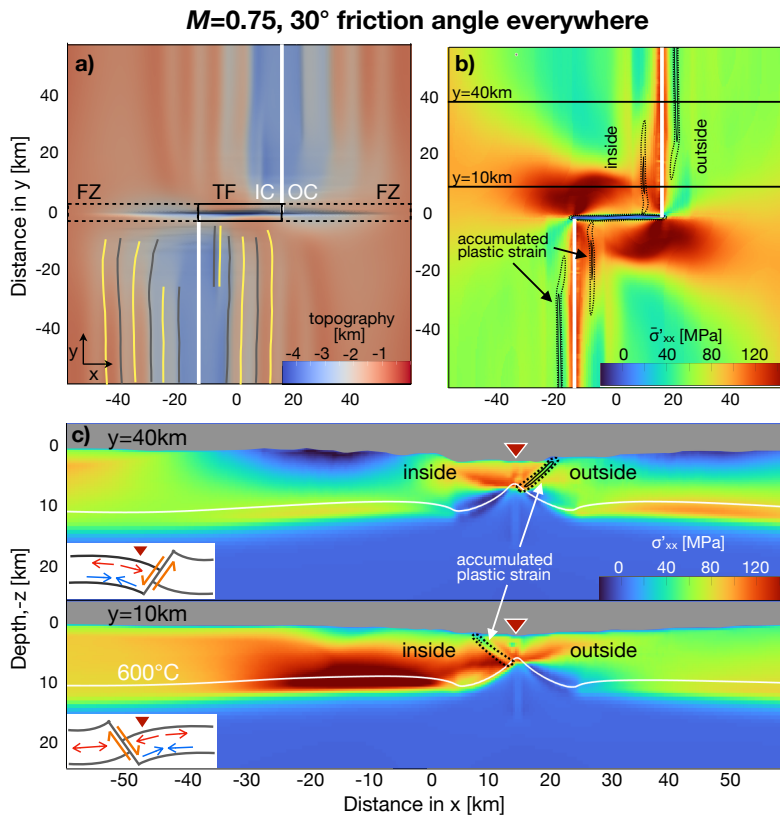 M=0.75, 30° friction angle everywhere
a)
b)
40
20
0
-20
-40
Distance in y [km]
FZ
TF
IC
OC
FZ
topography
[km]
-4
-3
-2
-1
y
x
-40
-20
0
20
40
y=40km
y=10km
inside
outside
accumulated
plastic strain
σ̄'xx [MPa]
0
40
80
120
40
20
0
-20
-40
-40
-20
0
20
40
c)
y=40km
inside
outside
accumulated
plastic strain
σ'xx [MPa]
0
40
80
120
0
10
20
y=10km
inside
outside
600°C
0
10
20
Depth,-z [km]
-50
-40
-30
-20
-10
0
10
20
30
40
50
Distance in x [km]